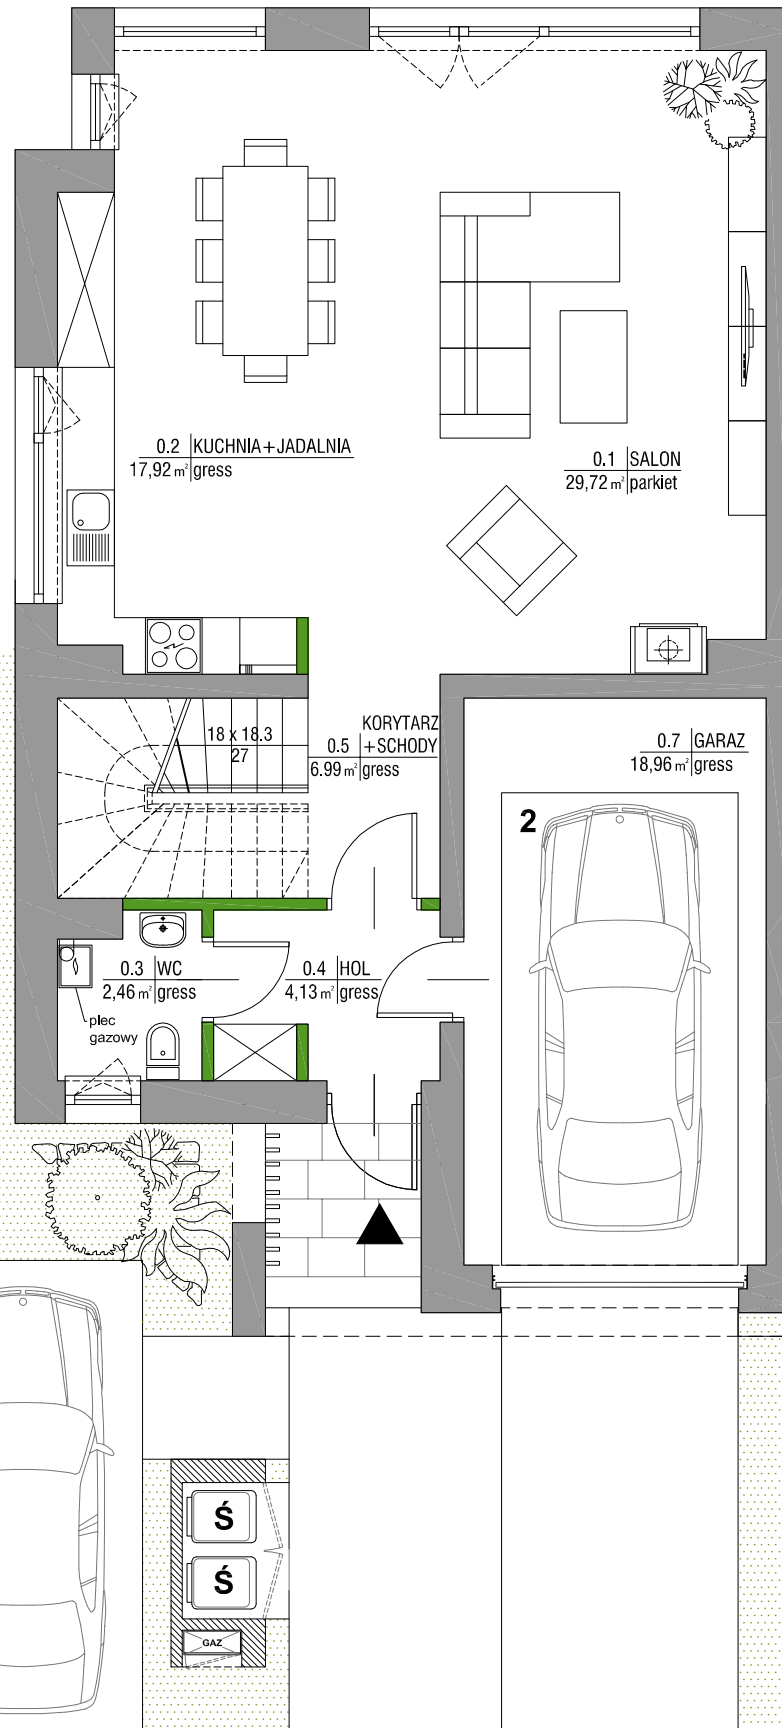 0.2 KUCHNIA+JADALNIA
17,92 m² gress
0.1 SALON
29,72 m² parkiet
18 x 18.3
27
KORYTARZ
0.5 +SCHODY
6.99 m² gress
0.7 GARAZ
18,96 m² gress
2
0.3 WC
2,46 m² gress
0.4 HOL
4,13 m² gress
piec
gazowy
Ś
Ś
GAZ